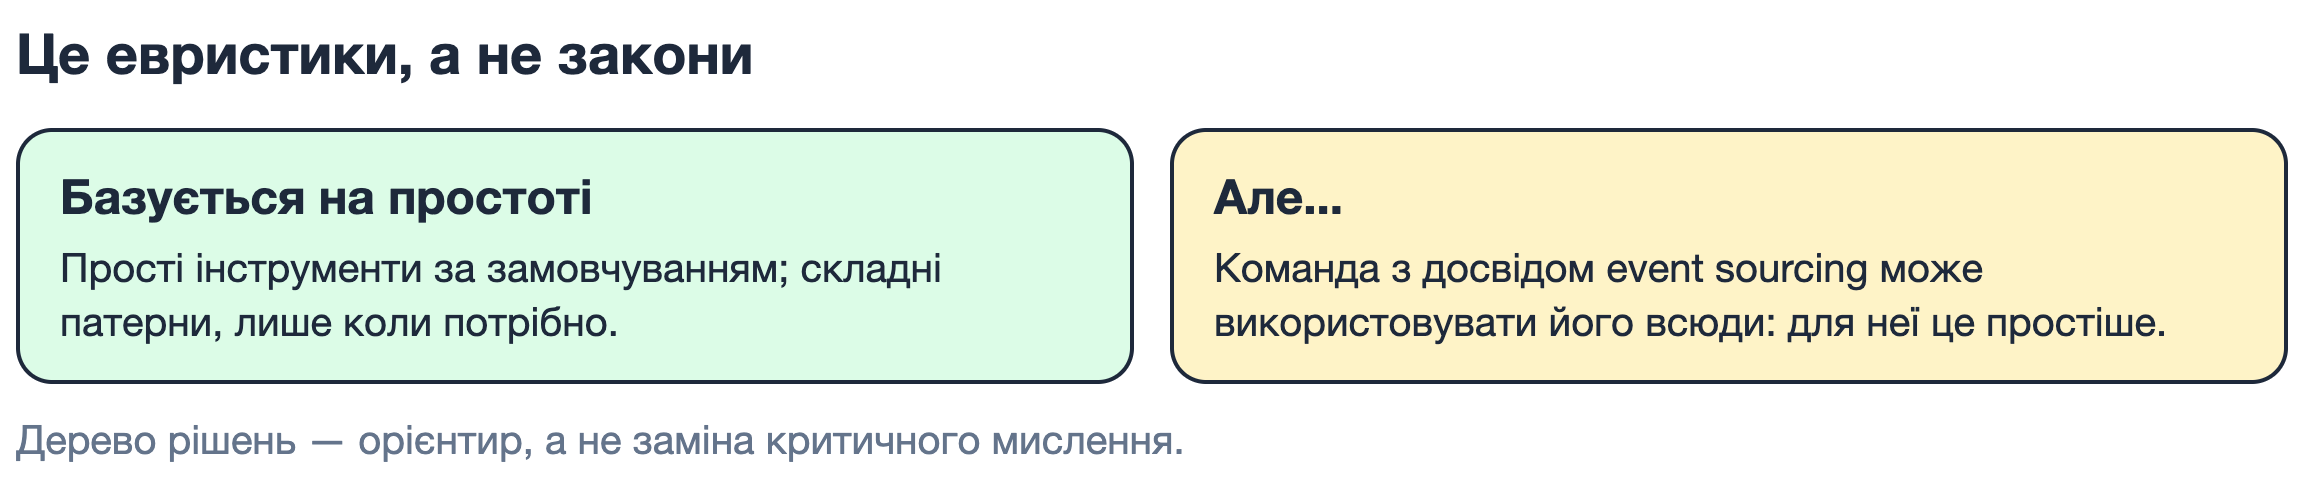 Це евристики, а не закони
Базується на простоті
Прості інструменти за замовчуванням; складні
патерни, лише коли потрібно.
Але...
Команда з досвідом event sourcing може
використовувати його всюди: для неї це простіше.
Дерево рішень — орієнтир, а не заміна критичного мислення.